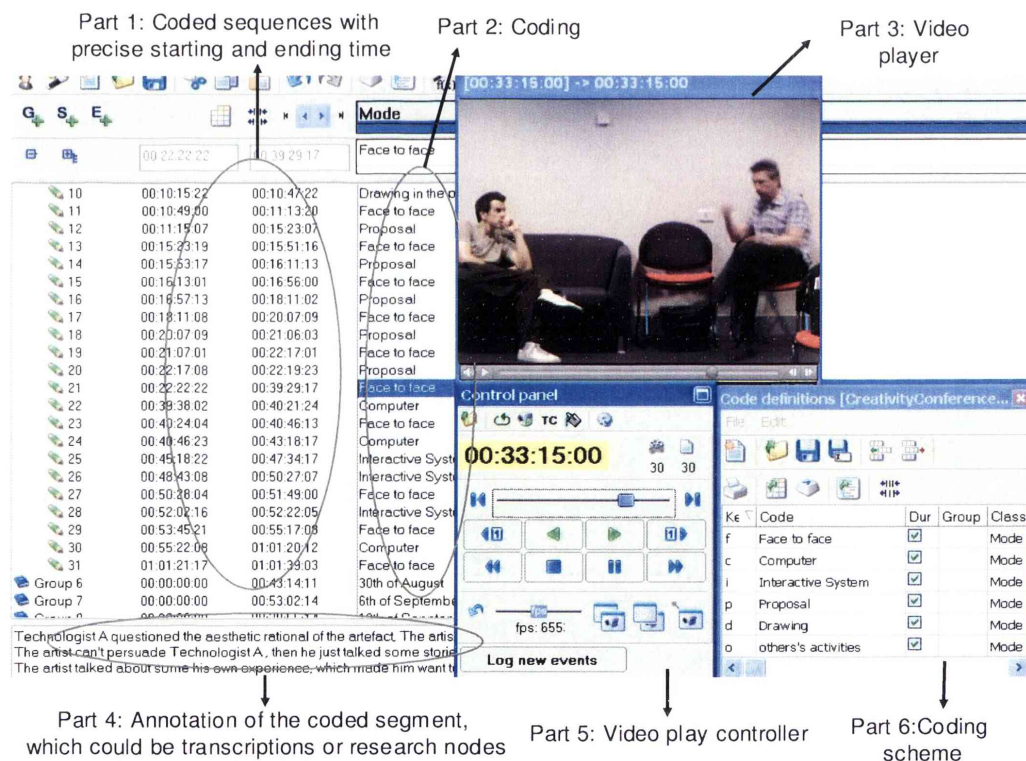 Part 1: Coded sequences with
precise starting and ending time
Part 2: Coding
Part 3: Video
player
[00:33:15:00] -> 00:33:15:00
G S E
Mode
00:22:22:22 00:39:29:17 Face to face
10 00:10:15:22 00:10:47:22 Drawing in the p
11 00:10:49:00 00:11:13:20 Face to face
12 00:11:15:07 00:15:23:07 Proposal
13 00:15:23:19 00:15:51:16 Face to face
14 00:15:53:17 00:16:11:13 Proposal
15 00:16:13:01 00:16:56:00 Face to face
16 00:16:57:13 00:18:11:02 Proposal
17 00:18:11:08 00:20:07:09 Face to face
18 00:20:07:09 00:21:06:03 Proposal
19 00:21:07:01 00:22:17:01 Face to face
20 00:22:17:08 00:22:19:23 Proposal
21 00:22:22:22 00:39:29:17 Face to face
22 00:39:38:02 00:40:21:24 Computer
23 00:40:24:04 00:40:46:13 Face to face
24 00:40:46:23 00:43:18:17 Computer
25 00:45:18:22 00:47:34:17 Interactive Syst
26 00:48:43:08 00:50:27:07 Interactive Syst
27 00:50:28:04 00:51:49:00 Face to face
28 00:52:02:16 00:52:22:05 Interactive Syst
29 00:53:45:21 00:55:17:08 Face to face
30 00:55:22:08 01:01:20:12 Computer
31 01:01:21:17 01:01:39:03 Face to face
Group 6 00:00:00:00 00:43:14:11 30th of August
Group 7 00:00:00:00 00:53:02:14 6th of Septembe
Technologist A questioned the aesthetic rational of the artefact, The artis
The artist can't persuade Technologist A, then he just talked some storie
The artist talked about some his own experience, which made him want t
Control panel
TC
00:33:15:00
30 30
1 1
fps
fps: 655:
Log new events
Code definitions [CreativityConference...
File Edit
Ke Code Dur Group Class
f Face to face Mode
c Computer Mode
i Interactive System Mode
p Proposal Mode
d Drawing Mode
o others's activities Mode
Part 4: Annotation of the coded segment,
which could be transcriptions or research nodes
Part 5: Video play controller
Part 6:Coding
scheme